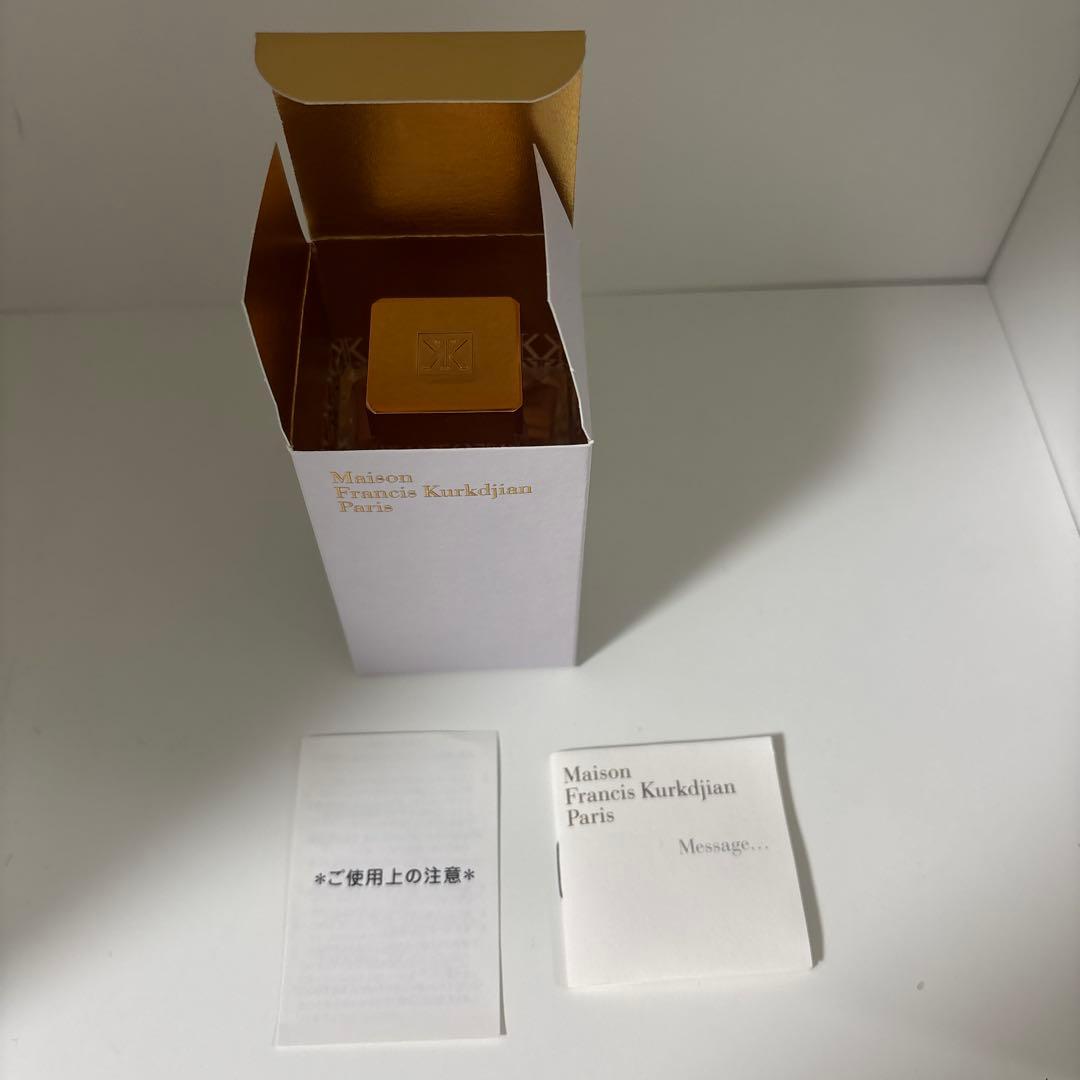 Maison
Francis Kurkdjian
Paris
*ご使用上の注意*
Maison
Francis Kurkdjian
Paris
Message...